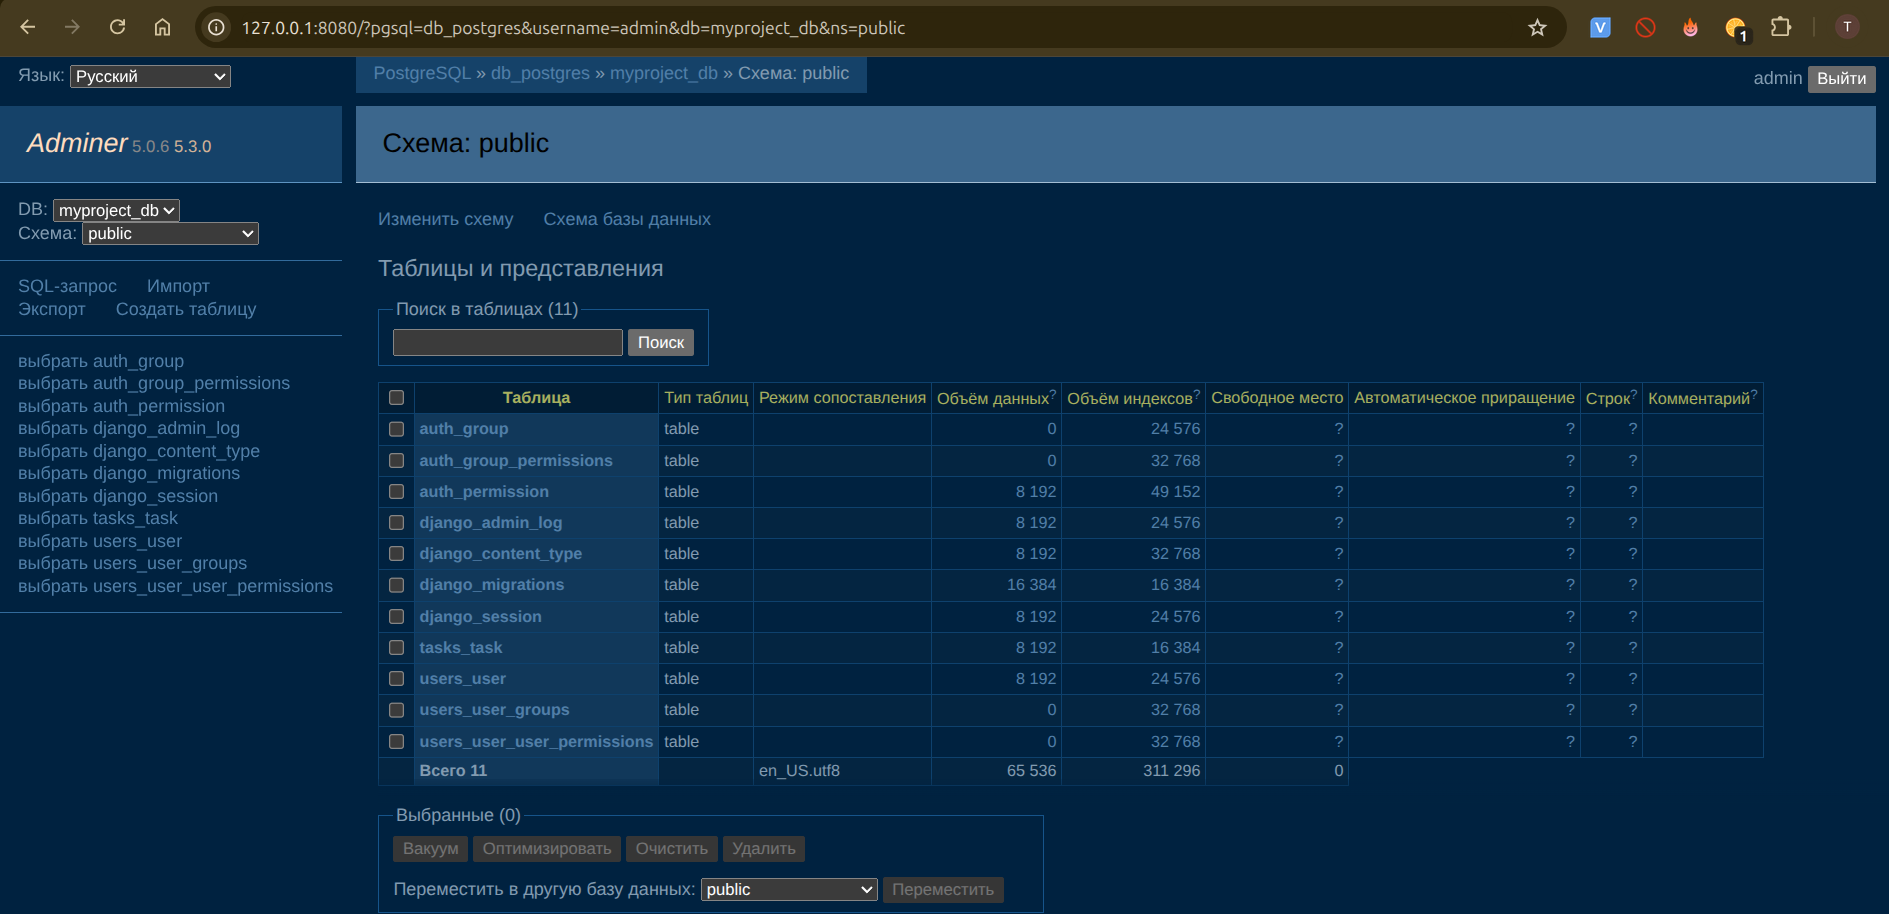 127.0.0.1:8080/?pgsql=db_postgres&username=admin&db=myproject_db&ns=public
V
1
T
Язык: Русский
PostgreSQL » db_postgres » myproject_db » Схема: public
admin Выйти
Adminer 5.0.6 5.3.0
Схема: public
DB: myproject_db
Схема: public
SQL-запрос Импорт
Экспорт Создать таблицу
выбрать auth_group
выбрать auth_group_permissions
выбрать auth_permission
выбрать django_admin_log
выбрать django_content_type
выбрать django_migrations
выбрать django_session
выбрать tasks_task
выбрать users_user
выбрать users_user_groups
выбрать users_user_user_permissions
Изменить схему Схема базы данных
Таблицы и представления
Поиск в таблицах (11)
Поиск
Таблица Тип таблиц Режим сопоставления Объём данных? Объём индексов? Свободное место Автоматическое приращение Строк? Комментарий?
auth_group table 0 24 576 ? ? ?
auth_group_permissions table 0 32 768 ? ? ?
auth_permission table 8 192 49 152 ? ? ?
django_admin_log table 8 192 24 576 ? ? ?
django_content_type table 8 192 32 768 ? ? ?
django_migrations table 16 384 16 384 ? ? ?
django_session table 8 192 24 576 ? ? ?
tasks_task table 8 192 16 384 ? ? ?
users_user table 8 192 24 576 ? ? ?
users_user_groups table 0 32 768 ? ? ?
users_user_user_permissions table 0 32 768 ? ? ?
Всего 11 en_US.utf8 65 536 311 296 0
Выбранные (0)
Вакуум Оптимизировать Очистить Удалить
Переместить в другую базу данных: public Переместить